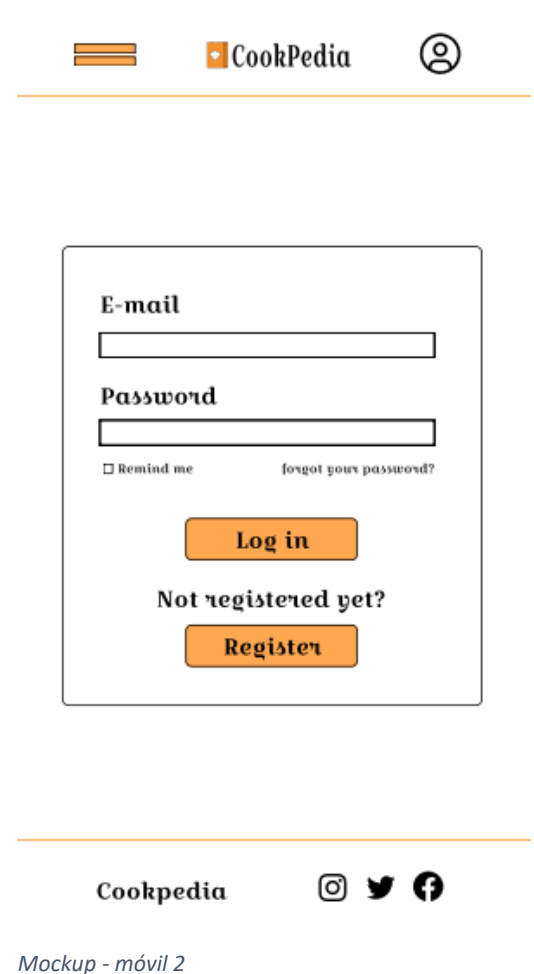 CookPedia
E-mail
Password
Remind me
forgot your password?
Log in
Not registered yet?
Register
Cookpedia
Mockup - móvil 2